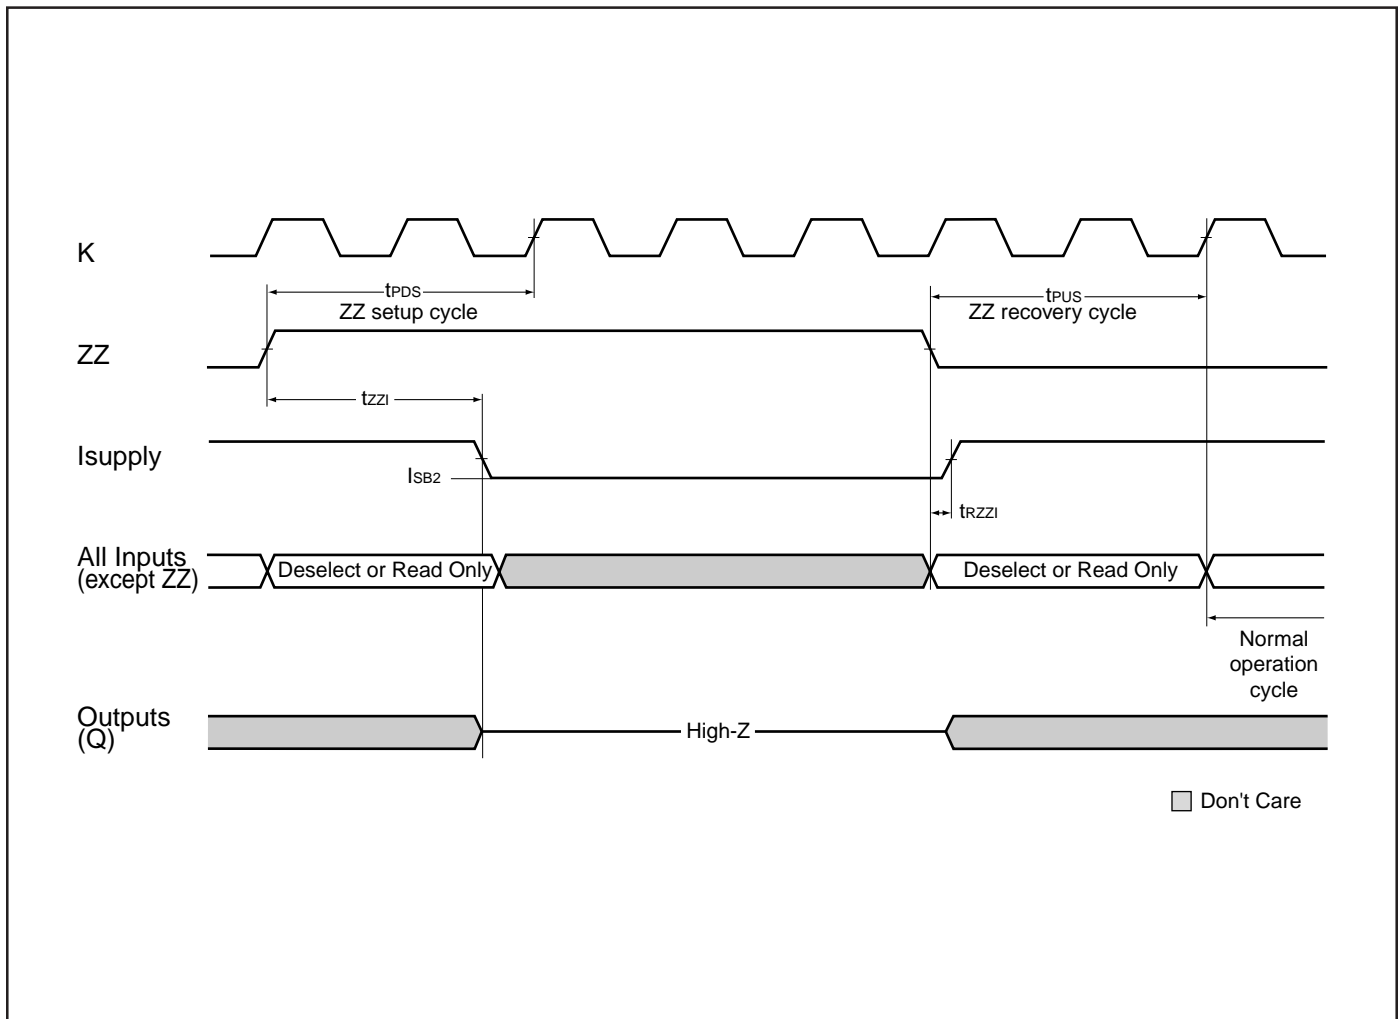 K
tPDS
ZZ setup cycle
tPUS
ZZ recovery cycle
ZZ
tZZI
Isupply
ISB2
tRZZI
All Inputs
(except ZZ)
Deselect or Read Only
Deselect or Read Only
Normal
operation
cycle
Outputs
(Q)
High-Z
Don't Care